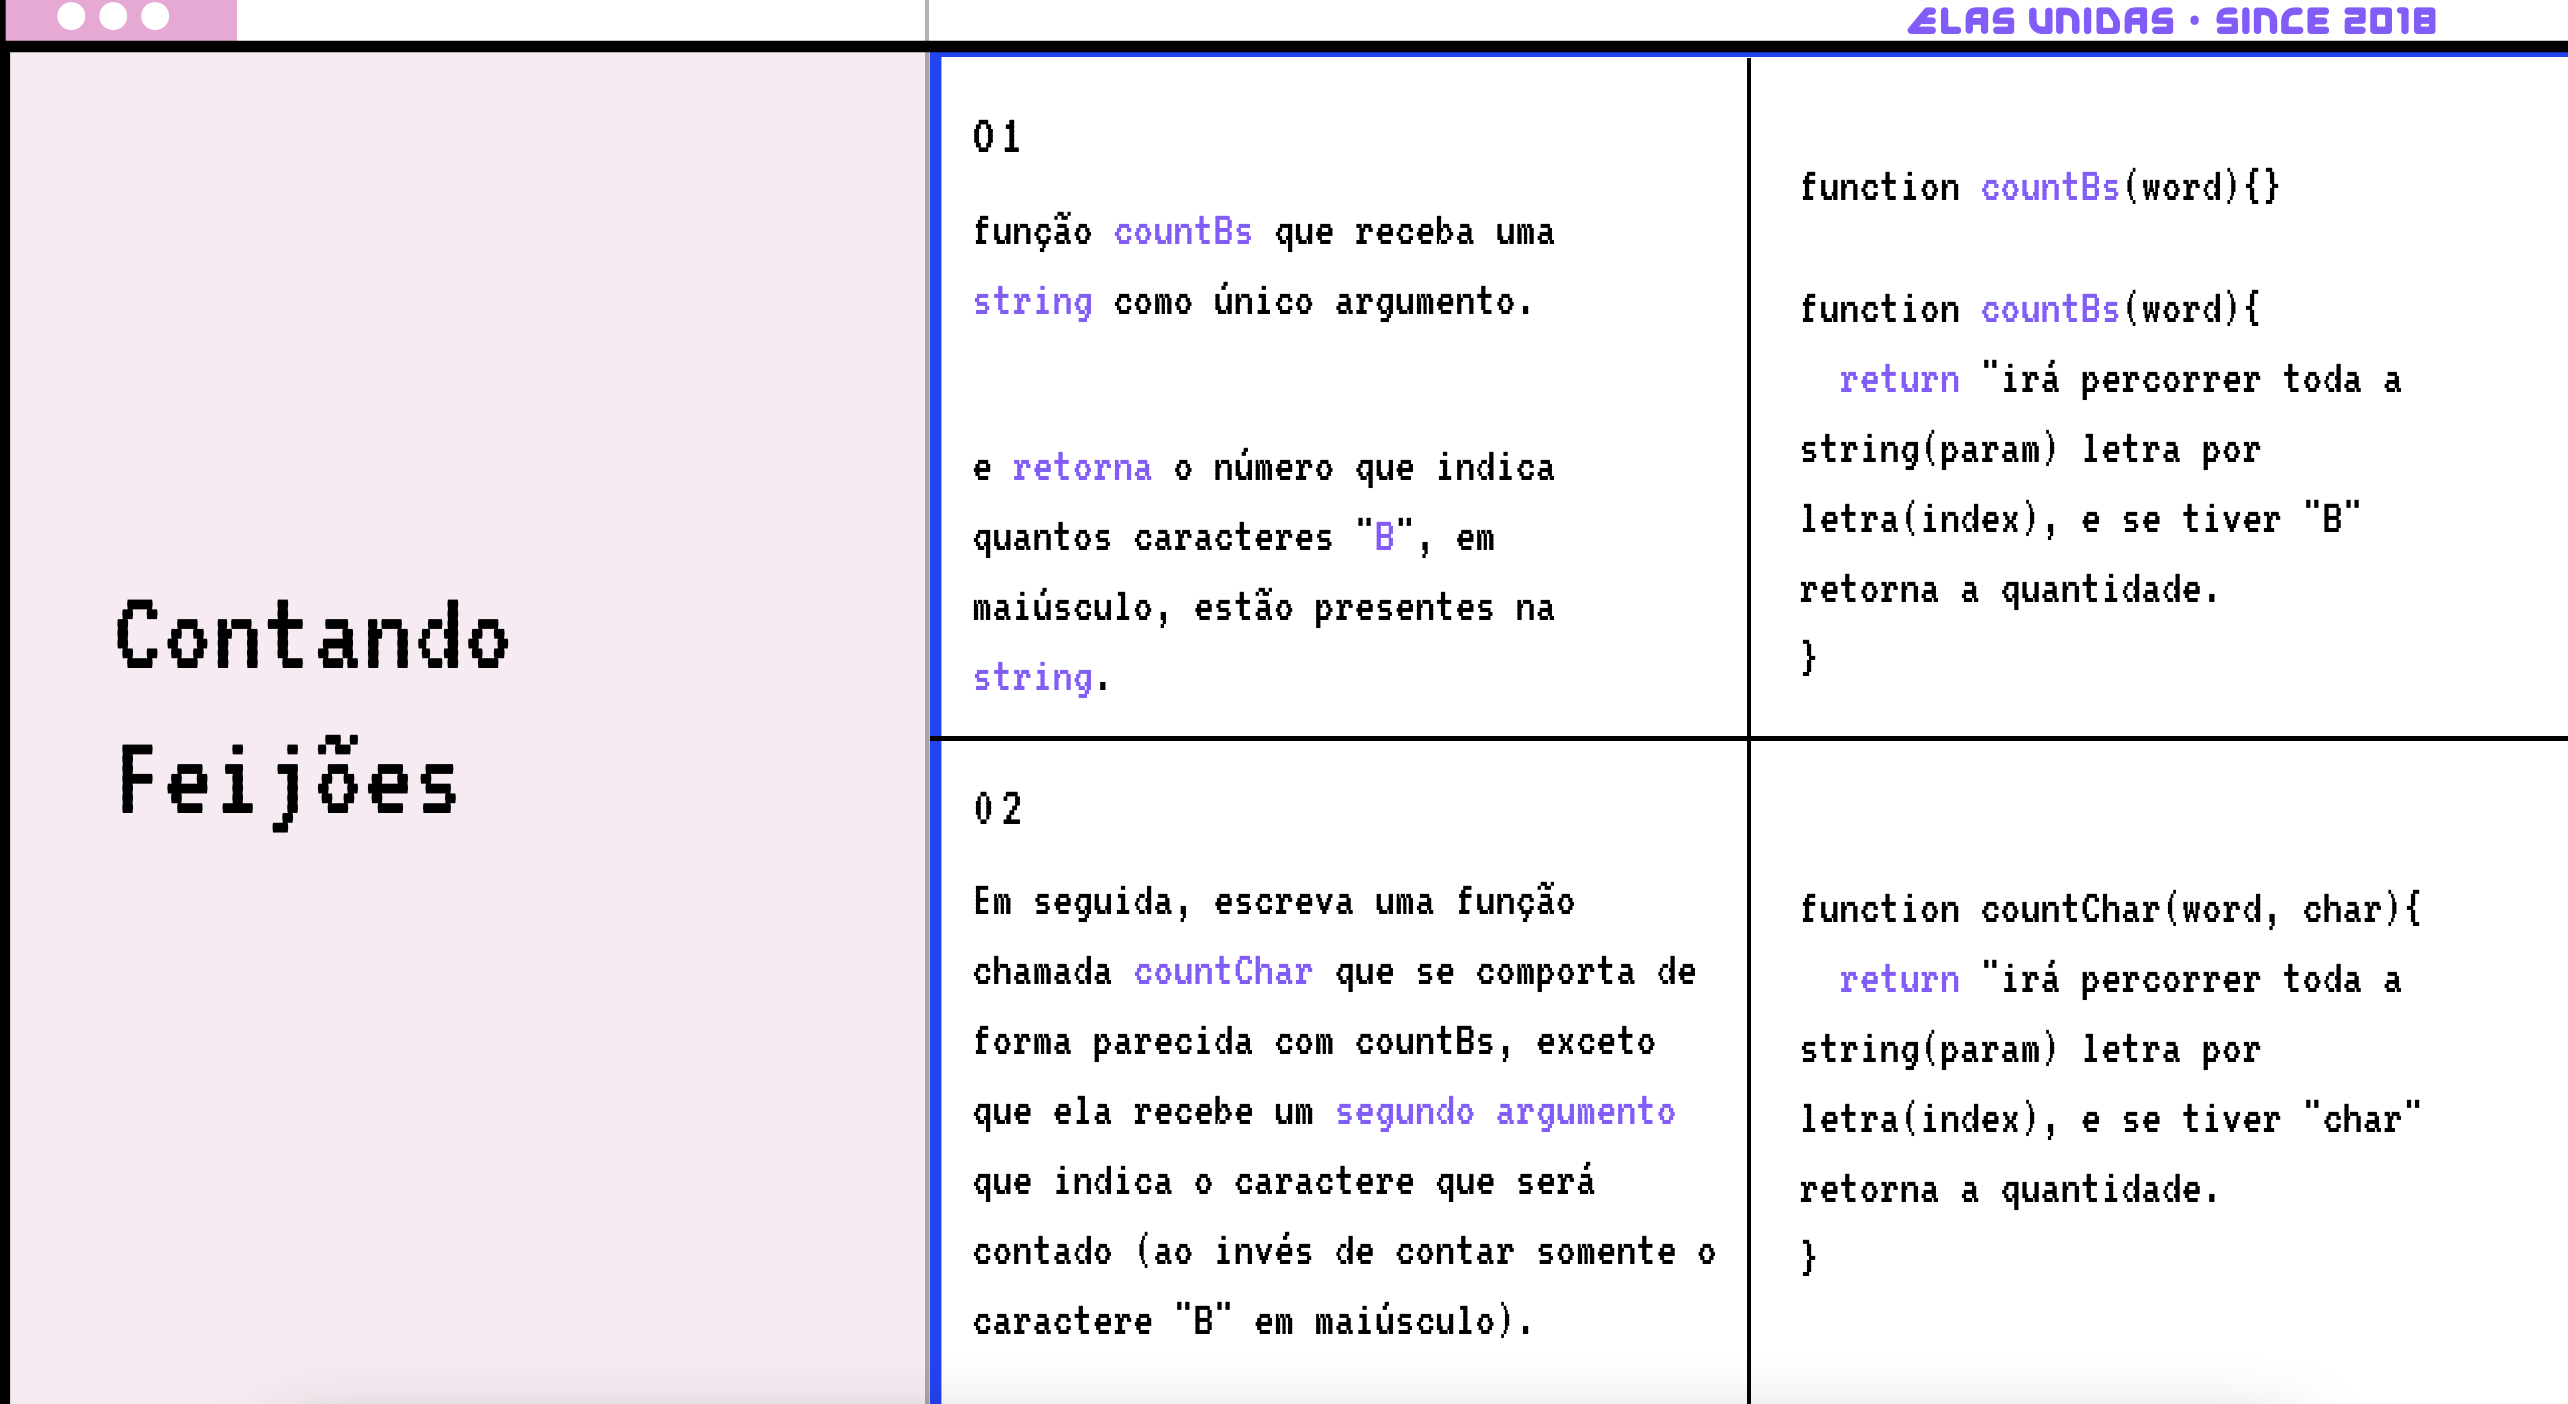 ELAS UNIDAS • SINCE 2018
Contando
Feijões
01
função countBs que receba uma
string como único argumento.
e retorna o número que indica
quantos caracteres "B", em
maiúsculo, estão presentes na
string.
function countBs(word){}
function countBs(word){
return "irá percorrer toda a
string(param) letra por
letra(index), e se tiver "B"
retorna a quantidade.
}
02
Em seguida, escreva uma função
chamada countChar que se comporta de
forma parecida com countBs, exceto
que ela recebe um segundo argumento
que indica o caractere que será
contado (ao invés de contar somente o
caractere "B" em maiúsculo).
function countChar(word, char){
return "irá percorrer toda a
string(param) letra por
letra(index), e se tiver "char"
retorna a quantidade.
}